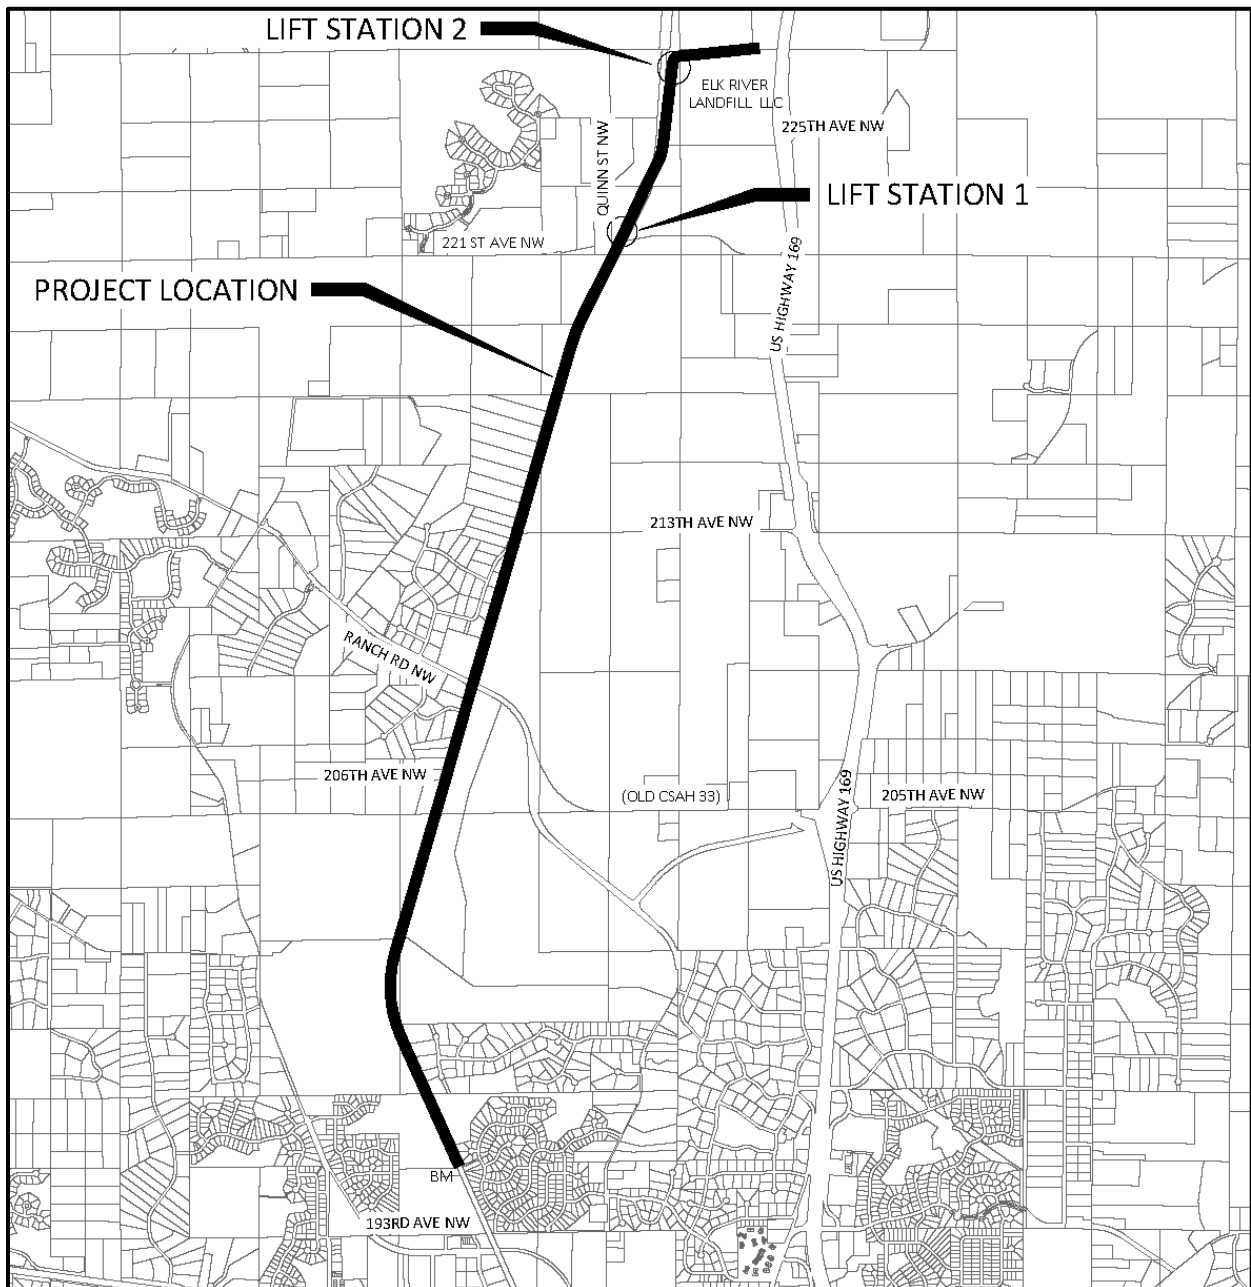 LIFT STATION 2
ELK RIVER
LANDFILL LLC
225TH AVE NW
QUINN ST NW
LIFT STATION 1
221 ST AVE NW
US HIGHWAY 169
PROJECT LOCATION
213TH AVE NW
RANCH RD NW
206TH AVE NW
(OLD CSAH 33)
205TH AVE NW
US HIGHWAY 169
BM
193RD AVE NW